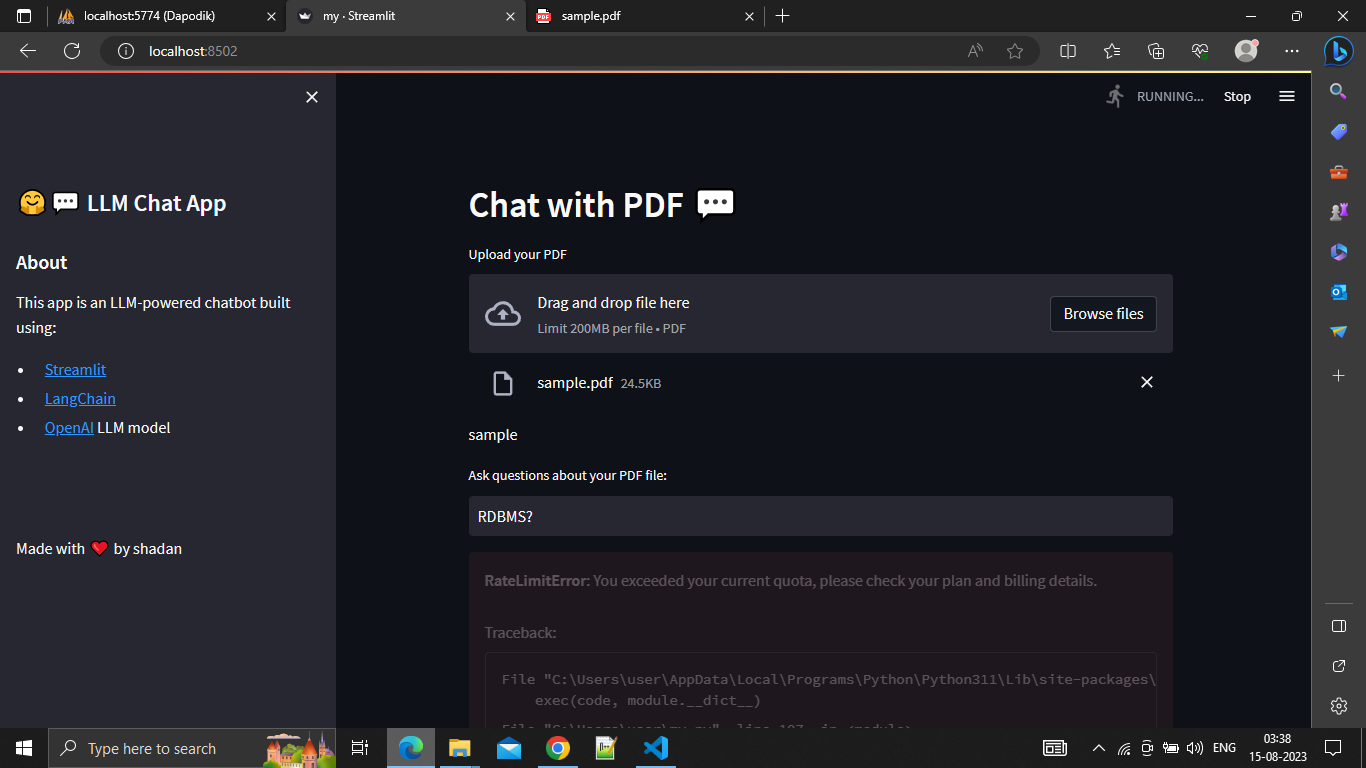 localhost:5774 (Dapodik)
my · Streamlit
sample.pdf
localhost:8502
RUNNING...
Stop
LLM Chat App
About
This app is an LLM-powered chatbot built
using:
• Streamlit
• LangChain
• OpenAI LLM model
Made with ❤️ by shadan
Chat with PDF
Upload your PDF
Drag and drop file here
Limit 200MB per file • PDF
Browse files
sample.pdf 24.5KB
sample
Ask questions about your PDF file:
RDBMS?
RateLimitError: You exceeded your current quota, please check your plan and billing details.
Traceback:
File "C:\Users\user\AppData\Local\Programs\Python\Python311\Lib\site-packages\
exec(code, module.__dict__)
Type here to search
ENG
03:38
15-08-2023